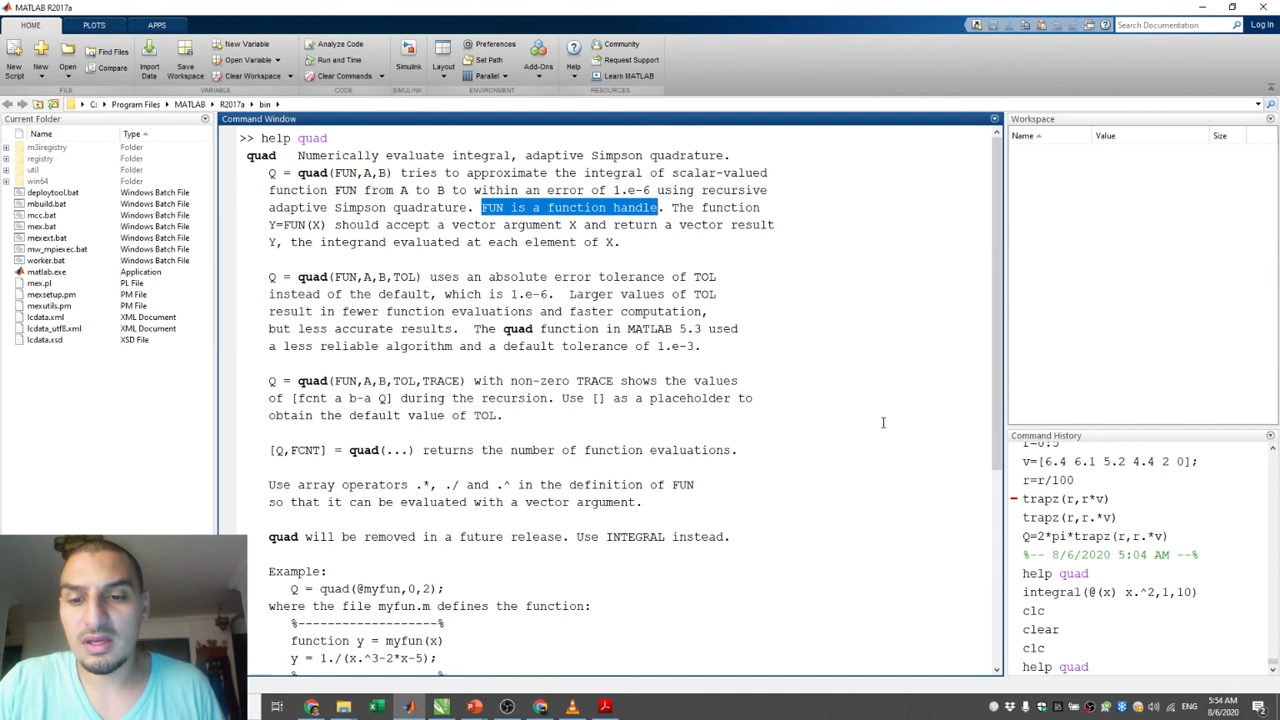 MATLAB R2017a
HOME PLOTS APPS
Search Documentation Log In
New Script New Open Find Files Compare Import Data Save Workspace New Variable Open Variable Clear Workspace Analyze Code Run and Time Clear Commands Simulink Layout Preferences Set Path Parallel Add-Ons Help Community Request Support Learn MATLAB
FILE VARIABLE CODE SIMULINK ENVIRONMENT RESOURCES
C: Program Files MATLAB R2017a bin
Current Folder
Name Type
m3iregistry Folder
registry Folder
util Folder
win64 Folder
deploytool.bat Windows Batch File
mbuild.bat Windows Batch File
mcc.bat Windows Batch File
mex.bat Windows Batch File
mexext.bat Windows Batch File
mw_mpiexec.bat Windows Batch File
worker.bat Windows Batch File
matlab.exe Application
mex.pl PL File
mexsetup.pm PM File
mexutils.pm PM File
lcdata.xml XML Document
lcdata_utf8.xml XML Document
lcdata.xsd XSD File
Command Window
>> help quad
quad Numerically evaluate integral, adaptive Simpson quadrature.
Q = quad(FUN,A,B) tries to approximate the integral of scalar-valued
function FUN from A to B to within an error of 1.e-6 using recursive
adaptive Simpson quadrature. FUN is a function handle. The function
Y=FUN(X) should accept a vector argument X and return a vector result
Y, the integrand evaluated at each element of X.
Q = quad(FUN,A,B,TOL) uses an absolute error tolerance of TOL
instead of the default, which is 1.e-6. Larger values of TOL
result in fewer function evaluations and faster computation,
but less accurate results. The quad function in MATLAB 5.3 used
a less reliable algorithm and a default tolerance of 1.e-3.
Q = quad(FUN,A,B,TOL,TRACE) with non-zero TRACE shows the values
of [fcnt a b-a Q] during the recursion. Use [] as a placeholder to
obtain the default value of TOL.
[Q,FCNT] = quad(...) returns the number of function evaluations.
Use array operators .*, ./ and .^ in the definition of FUN
so that it can be evaluated with a vector argument.
quad will be removed in a future release. Use INTEGRAL instead.
Example:
Q = quad(@myfun,0,2);
where the file myfun.m defines the function:
%-------------------%
function y = myfun(x)
y = 1./(x.^3-2*x-5);
Workspace
Name Value Size
Command History
r=0:5
v=[6.4 6.1 5.2 4.4 2 0];
r=r/100
trapz(r,r*v)
trapz(r,r.*v)
Q=2*pi*trapz(r,r.*v)
%-- 8/6/2020 5:04 AM --%
help quad
integral(@(x) x.^2,1,10)
clc
clear
clc
help quad
ENG
5:54 AM
8/6/2020